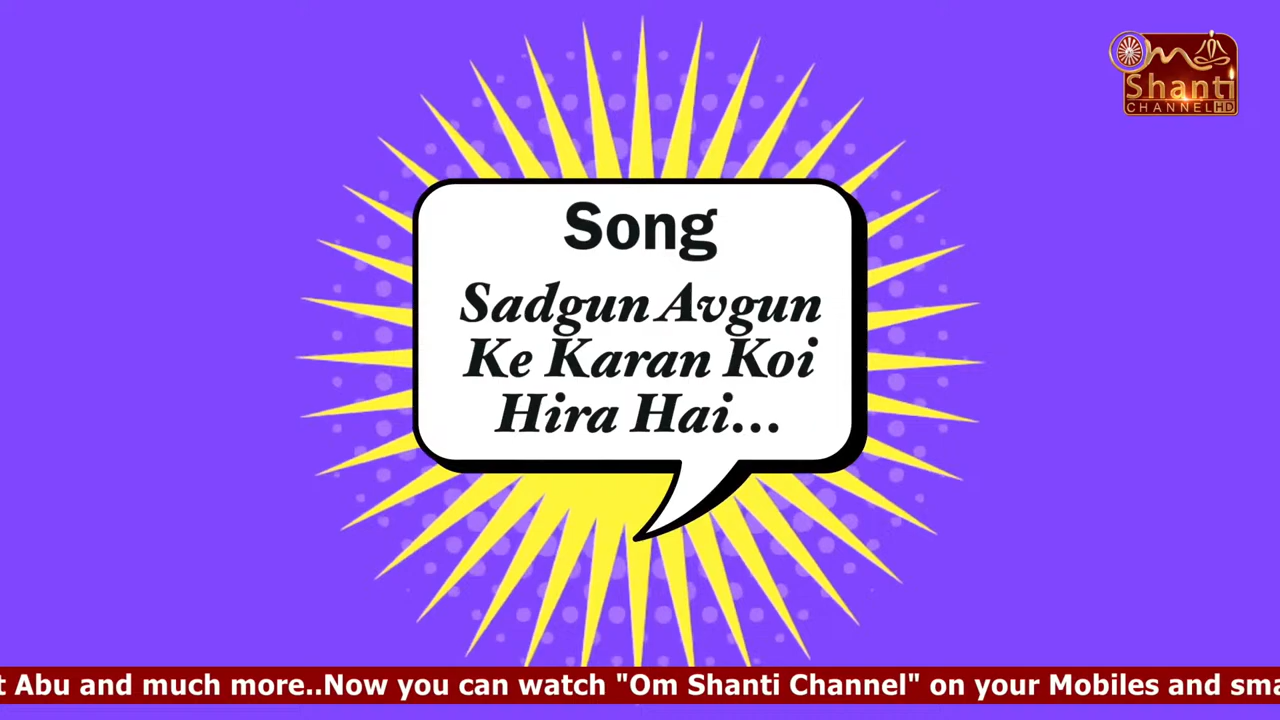 Om
Shanti
CHANNEL HD
Song
Sadgun Avgun
Ke Karan Koi
Hira Hai...
t Abu and much more..Now you can watch "Om Shanti Channel" on your Mobiles and sma